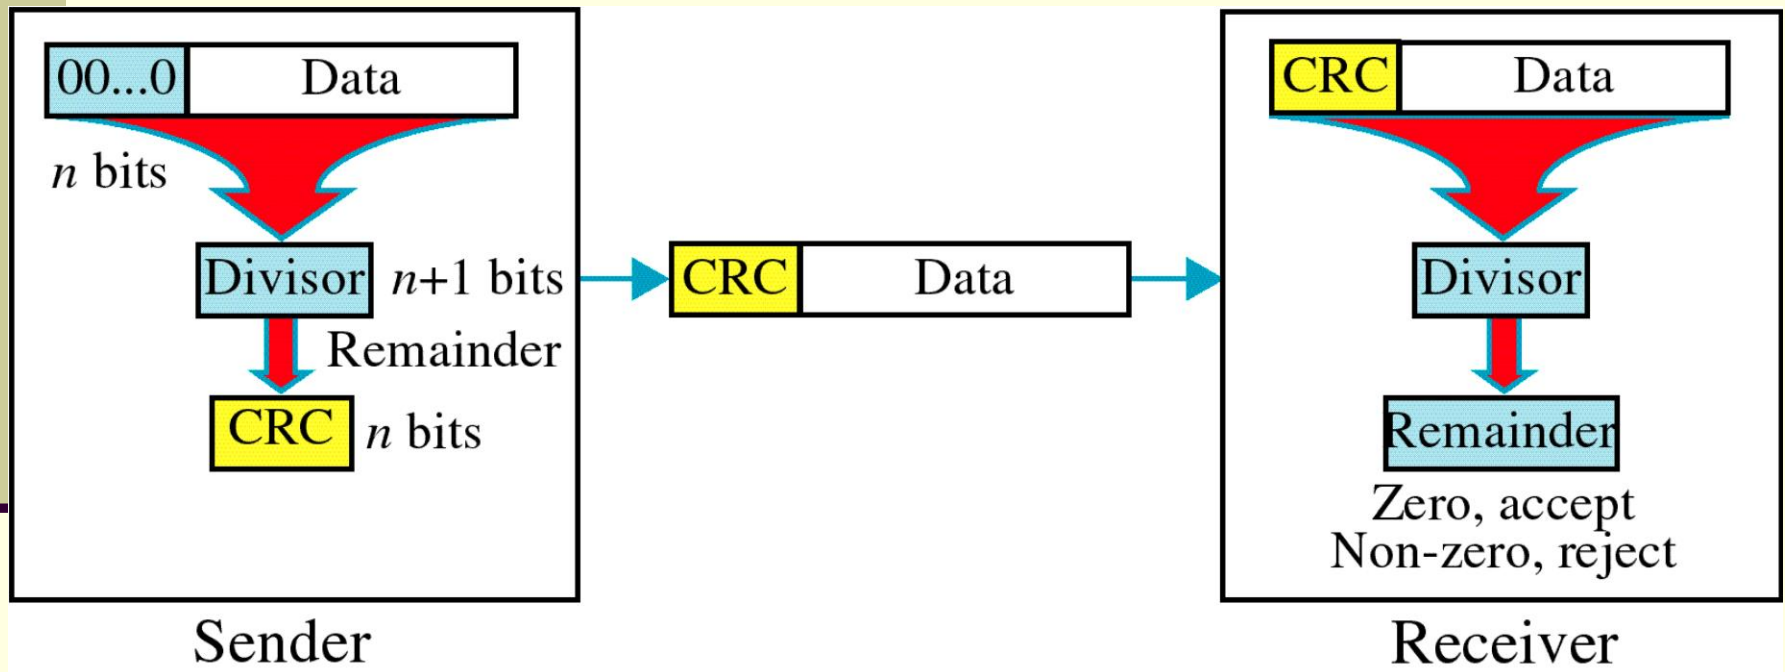 00...0 Data
n bits
Divisor n+1 bits
Remainder
CRC n bits
Sender
CRC Data
CRC Data
Divisor
Remainder
Zero, accept
Non-zero, reject
Receiver